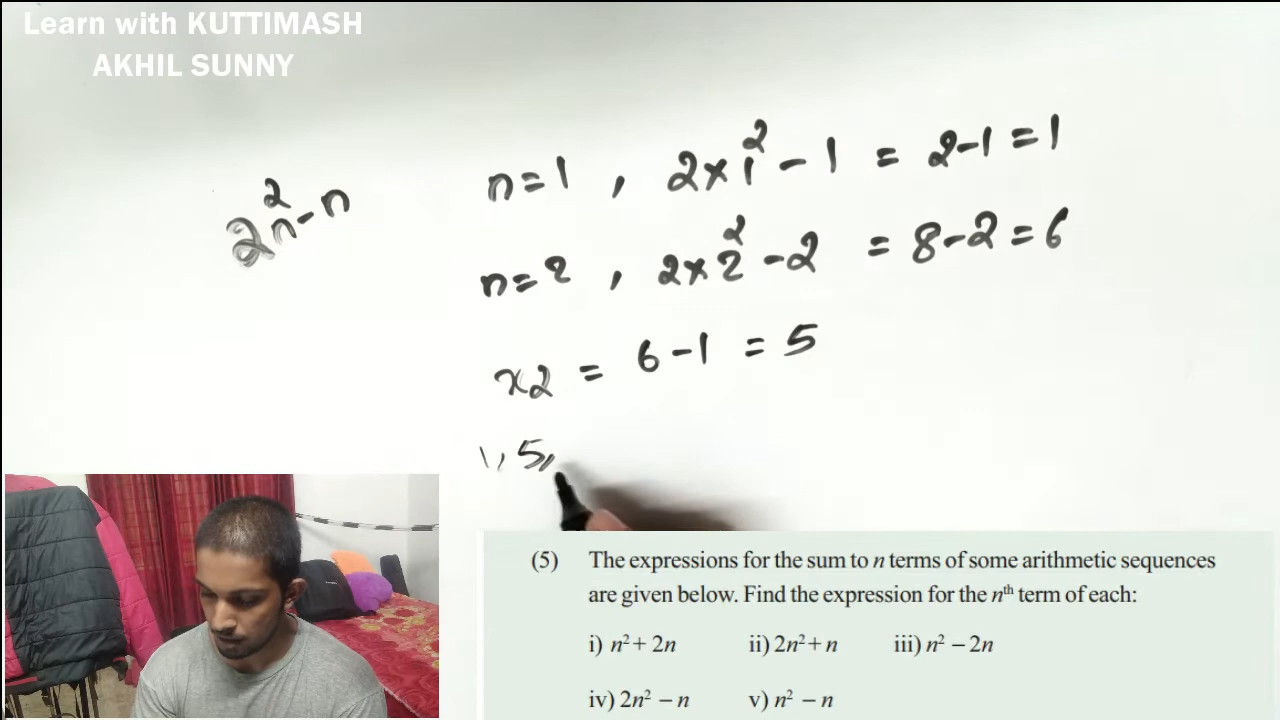 Learn with KUTTIMASH
AKHIL SUNNY
2n²-n
n=1 , 2×1² - 1 = 2-1=1
n=2 , 2×2² -2 = 8-2=6
x2 = 6-1 = 5
1, 5,
(5) The expressions for the sum to n terms of some arithmetic sequences
are given below. Find the expression for the nᵗʰ term of each:
i) n² + 2n ii) 2n² + n iii) n² – 2n
iv) 2n² – n v) n² – n